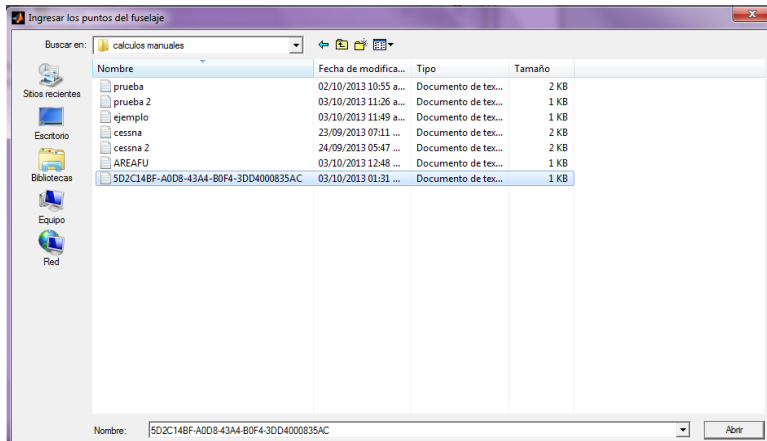 Ingresar los puntos del fuselaje
Buscar en: calculos manuales
Nombre Fecha de modifica... Tipo Tamaño
prueba 02/10/2013 10:55 a... Documento de tex... 2 KB
prueba 2 03/10/2013 11:26 a... Documento de tex... 1 KB
ejemplo 03/10/2013 11:49 a... Documento de tex... 1 KB
cessna 23/09/2013 07:11 ... Documento de tex... 2 KB
cessna 2 24/09/2013 05:47 ... Documento de tex... 2 KB
AREAFU 03/10/2013 12:48 ... Documento de tex... 1 KB
5D2C14BF-A0D8-43A4-B0F4-3DD4000835AC 03/10/2013 01:31 ... Documento de tex... 1 KB
Sitios recientes
Escritorio
Bibliotecas
Equipo
Red
Nombre: 5D2C14BF-A0D8-43A4-B0F4-3DD4000835AC Abrir